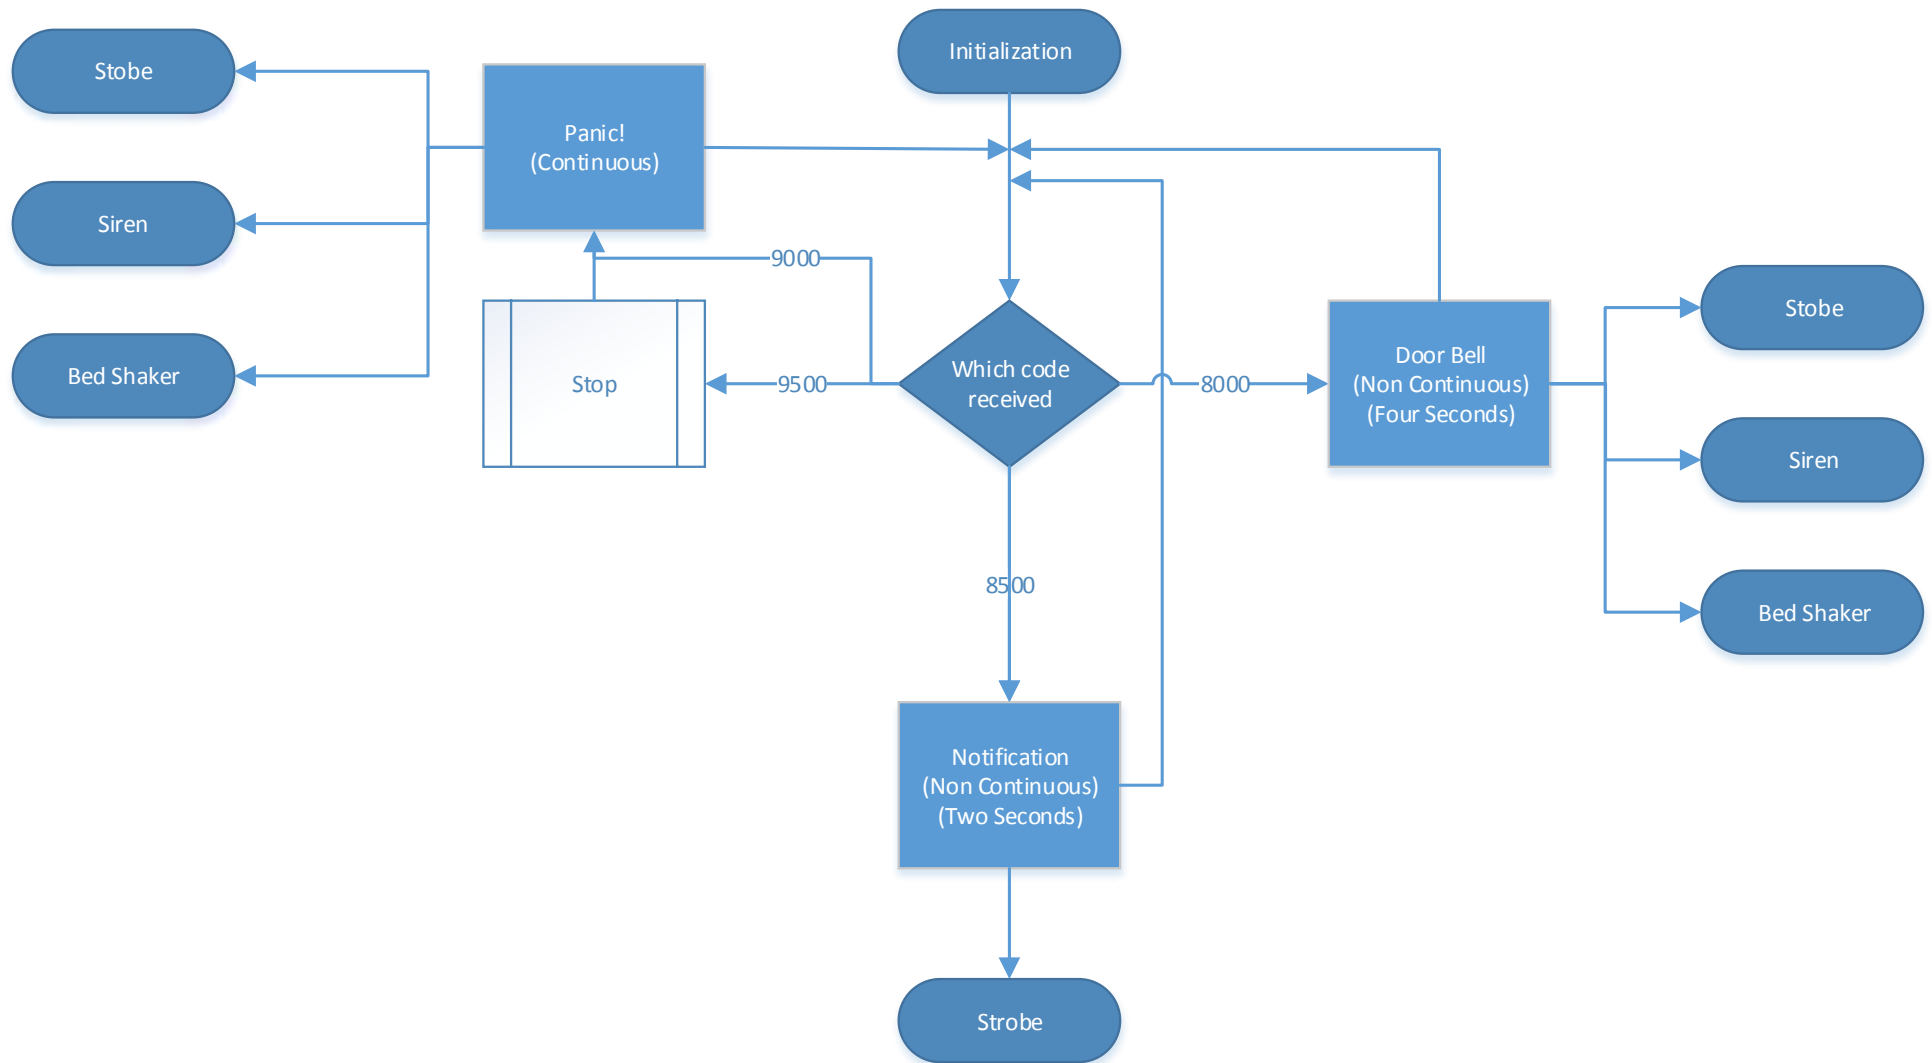 Initialization
Stobe
Panic!
(Continuous)
Siren
9000
Bed Shaker
Stop
9500
Which code
received
8000
Door Bell
(Non Continuous)
(Four Seconds)
Stobe
Siren
Bed Shaker
8500
Notification
(Non Continuous)
(Two Seconds)
Strobe